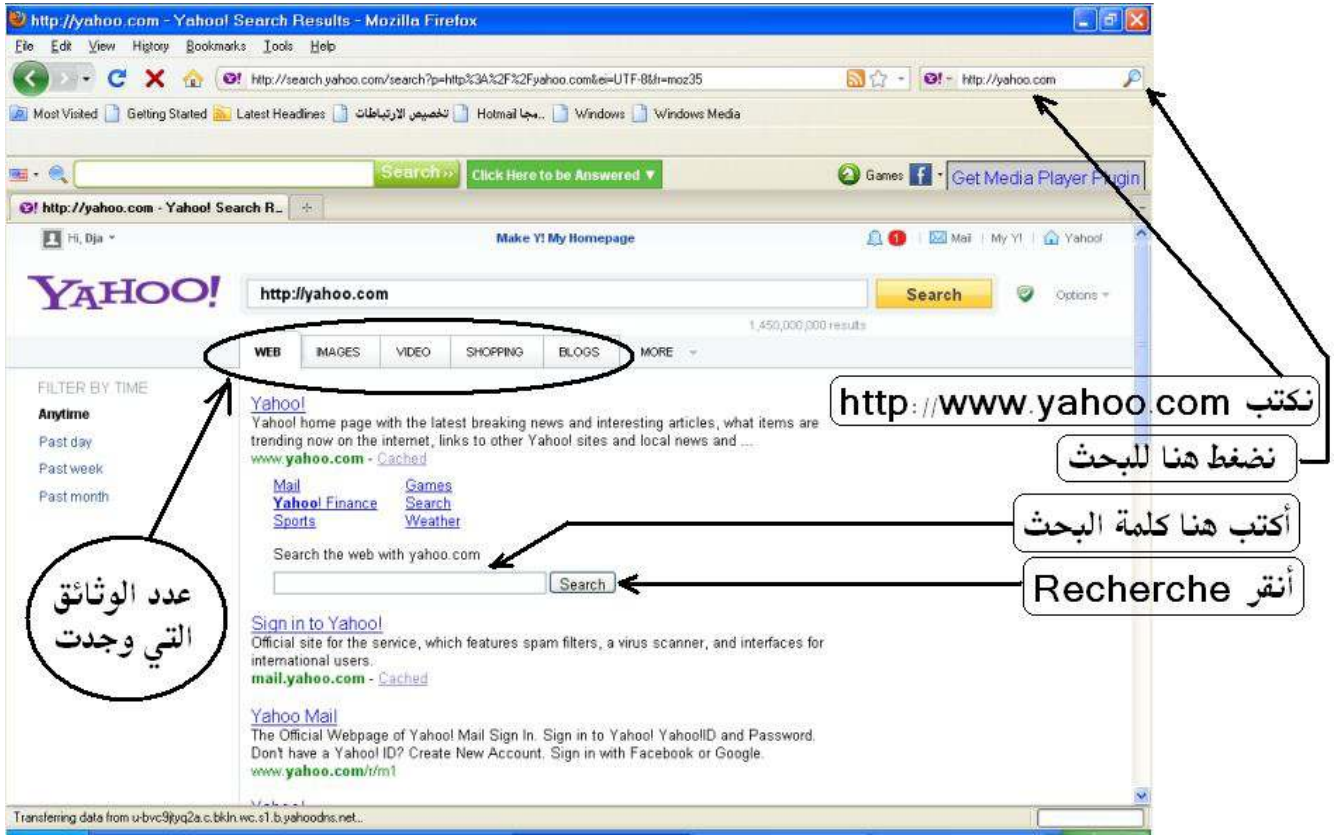 http://yahoo.com - Yahoo! Search Results - Mozilla Firefox
File Edit View History Bookmarks Tools Help
http://search.yahoo.com/search?p=http%3A%2F%2Fyahoo.com&ei=UTF-8&fr=moz35
http://yahoo.com
Most Visited Getting Started Latest Headlines تخصيص الارتباطات Hotmail مجا... Windows Windows Media
Search»
Click Here to be Answered ▼
Games
Get Media Player Plugin
http://yahoo.com - Yahoo! Search R...
Hi, Dja
Make Y! My Homepage
1
Mail My Y! Yahoo!
YAHOO!
http://yahoo.com
Search
Options
1,450,000,000 results
WEB IMAGES VIDEO SHOPPING BLOGS MORE
نكتب http://www.yahoo.com
نضغط هنا للبحث
أكتب هنا كلمة البحث
أنقر Recherche
FILTER BY TIME
Anytime
Past day
Past week
Past month
عدد الوثائق
التي وجدت
Yahoo!
Yahoo! home page with the latest breaking news and interesting articles, what items are
trending now on the internet, links to other Yahoo! sites and local news and ...
www.yahoo.com - Cached
Mail Games
Yahoo! Finance Search
Sports Weather
Search the web with yahoo.com
Search
Sign in to Yahoo!
Official site for the service, which features spam filters, a virus scanner, and interfaces for
international users.
mail.yahoo.com - Cached
Yahoo Mail
The Official Webpage of Yahoo! Mail Sign In. Sign in to Yahoo! Yahoo!ID and Password.
Don't have a Yahoo! ID? Create New Account. Sign in with Facebook or Google.
www.yahoo.com/r/m1
Transferring data from u-bvc9jtyq2a.c.bkln.wc.s1.b.yahoodns.net...